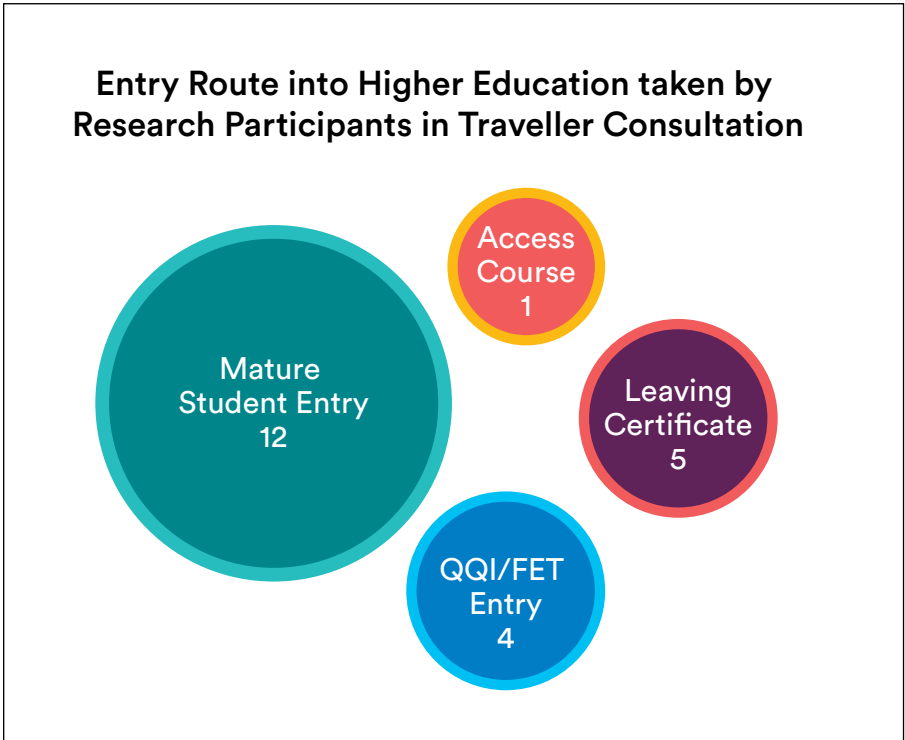 Entry Route into Higher Education taken by
Research Participants in Traveller Consultation
Access
Course
1
Mature
Student Entry
12
Leaving
Certificate
5
QQI/FET
Entry
4